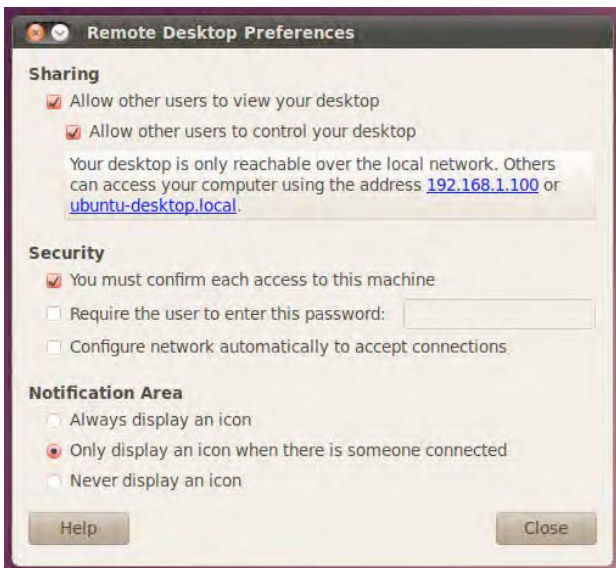 Remote Desktop Preferences
Sharing
Allow other users to view your desktop
Allow other users to control your desktop
Your desktop is only reachable over the local network. Others
can access your computer using the address 192.168.1.100 or
ubuntu-desktop.local.
Security
You must confirm each access to this machine
Require the user to enter this password:
Configure network automatically to accept connections
Notification Area
Always display an icon
Only display an icon when there is someone connected
Never display an icon
Help Close